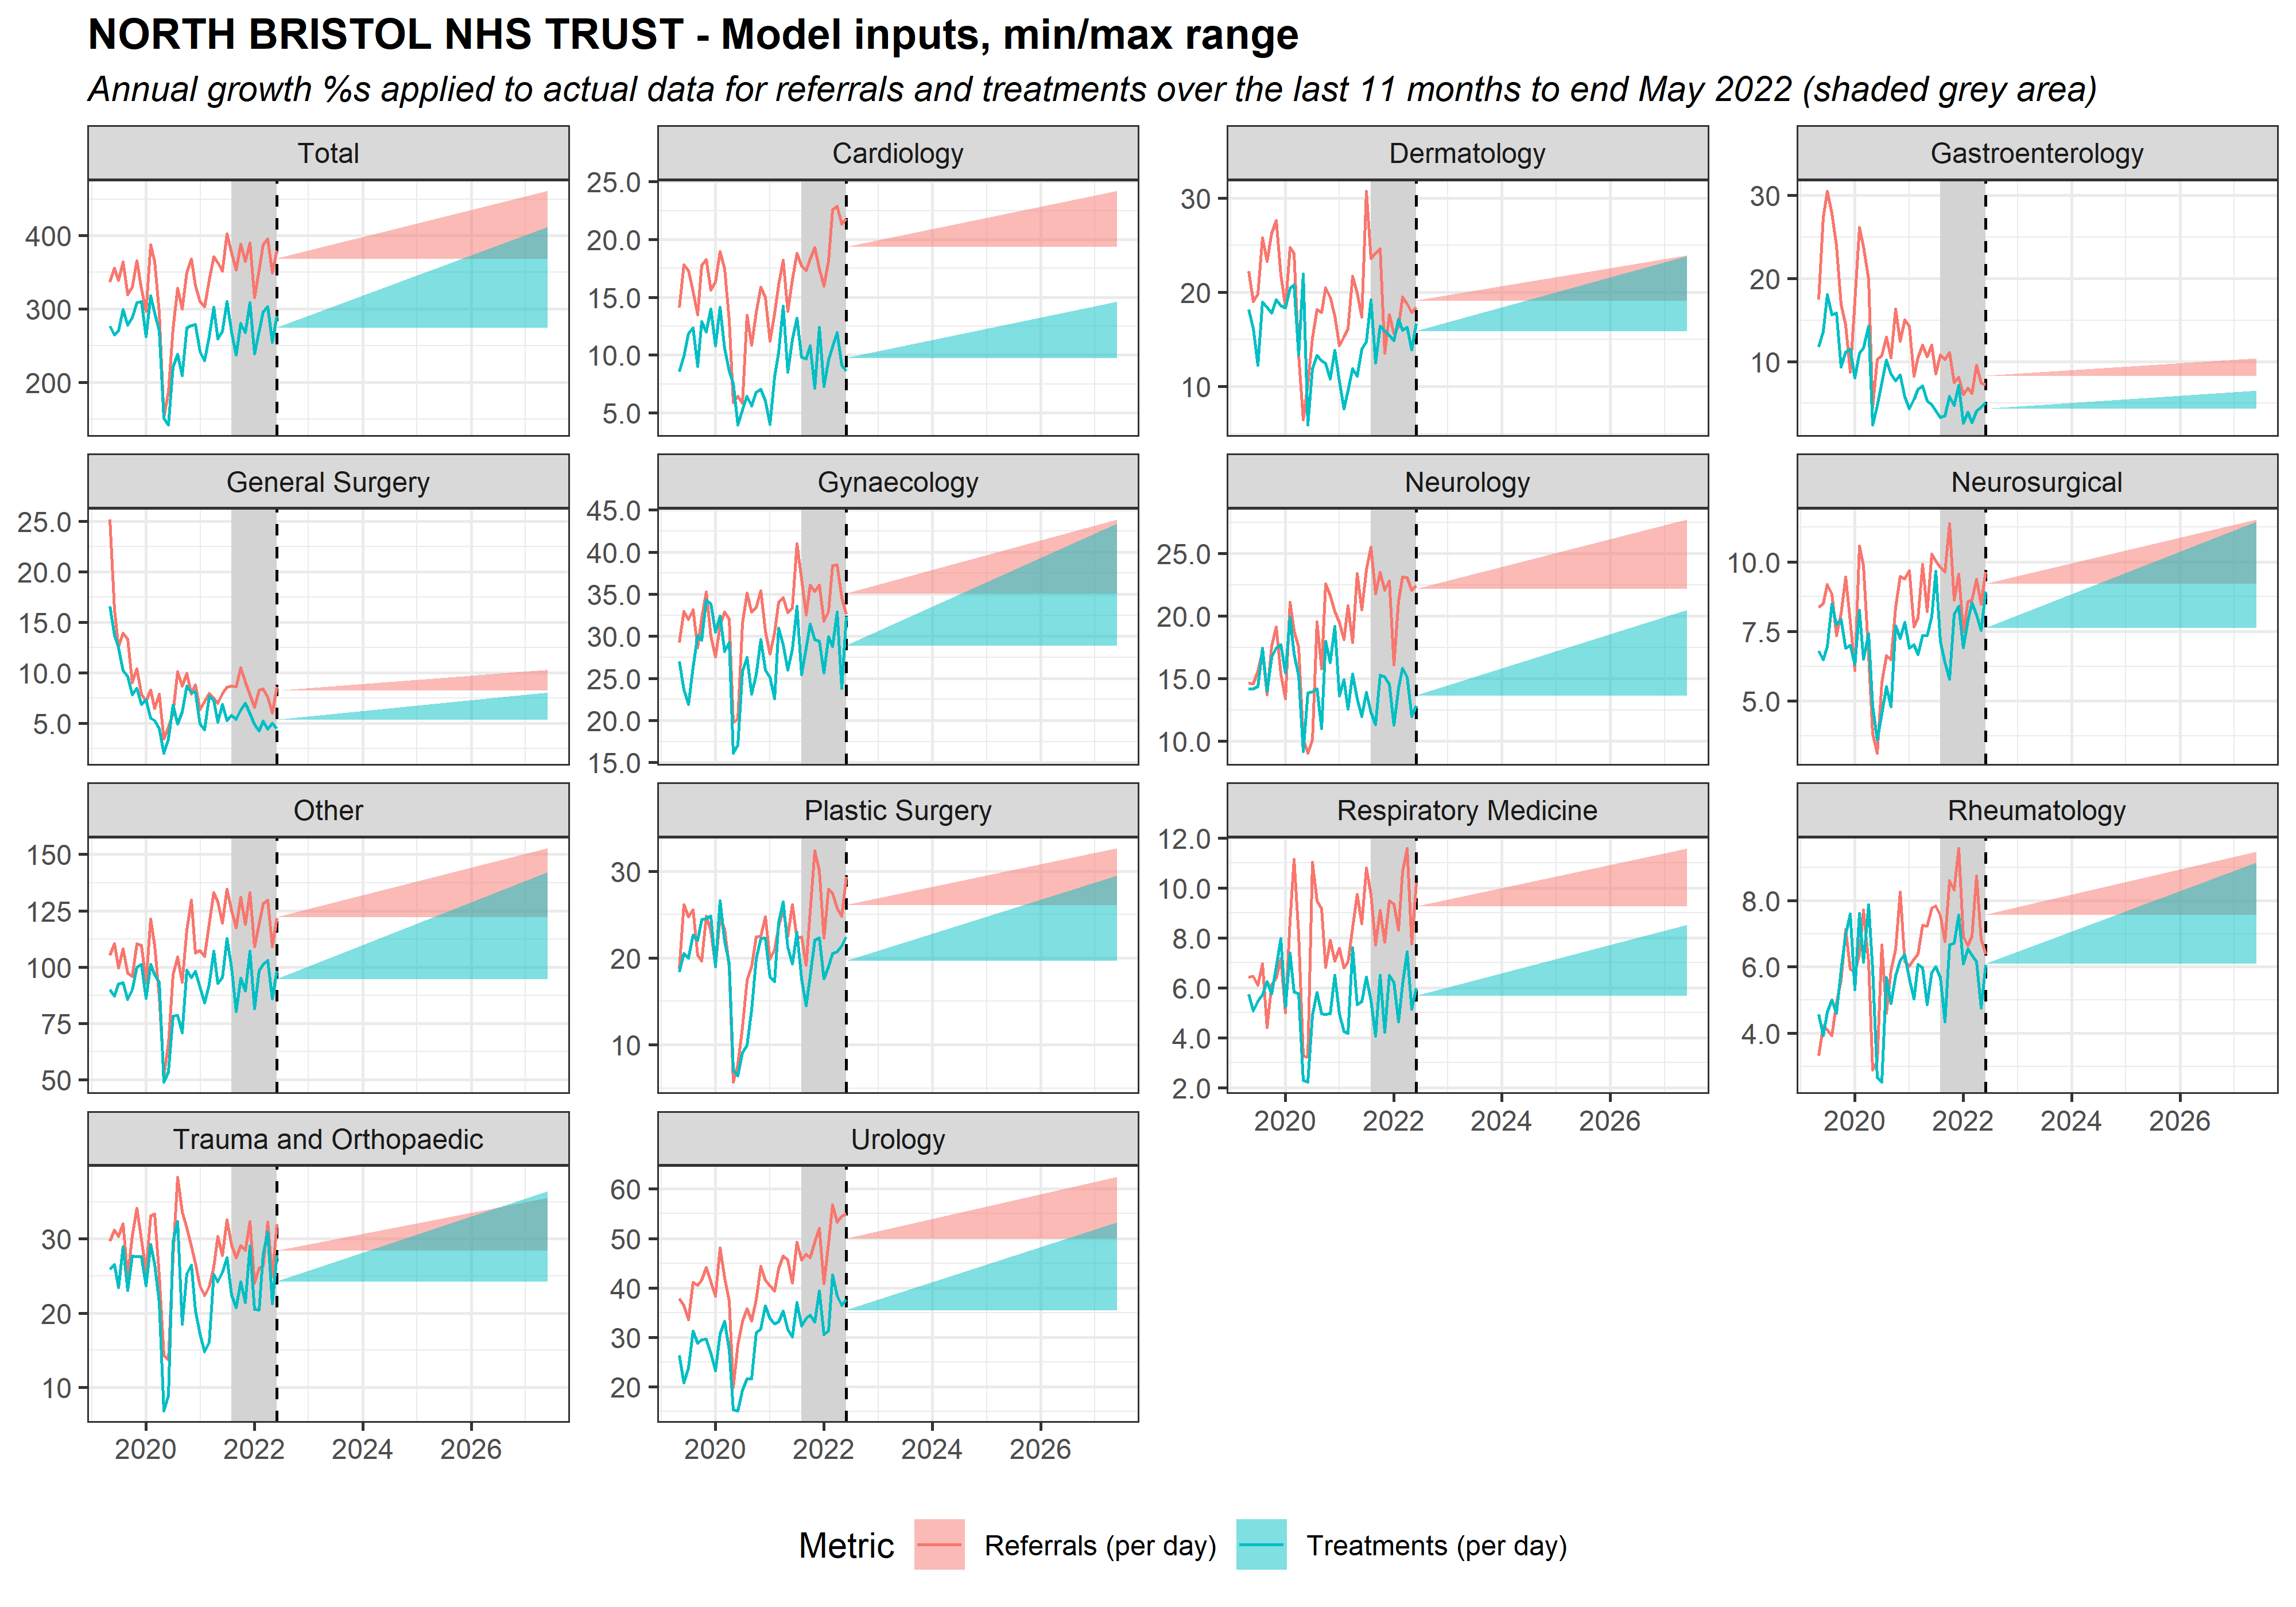 NORTH BRISTOL NHS TRUST - Model inputs, min/max range
Annual growth %s applied to actual data for referrals and treatments over the last 11 months to end May 2022 (shaded grey area)
Total
400
300
200
Cardiology
25.0
20.0
15.0
10.0
5.0
Dermatology
30
20
10
Gastroenterology
30
20
10
General Surgery
25.0
20.0
15.0
10.0
5.0
Gynaecology
45.0
40.0
35.0
30.0
25.0
20.0
15.0
Neurology
25.0
20.0
15.0
10.0
Neurosurgical
10.0
7.5
5.0
Other
150
125
100
75
50
Plastic Surgery
30
20
10
Respiratory Medicine
12.0
10.0
8.0
6.0
4.0
2.0
2020 2022 2024 2026
Rheumatology
8.0
6.0
4.0
2020 2022 2024 2026
Trauma and Orthopaedic
30
20
10
2020 2022 2024 2026
Urology
60
50
40
30
20
2020 2022 2024 2026
Metric Referrals (per day) Treatments (per day)